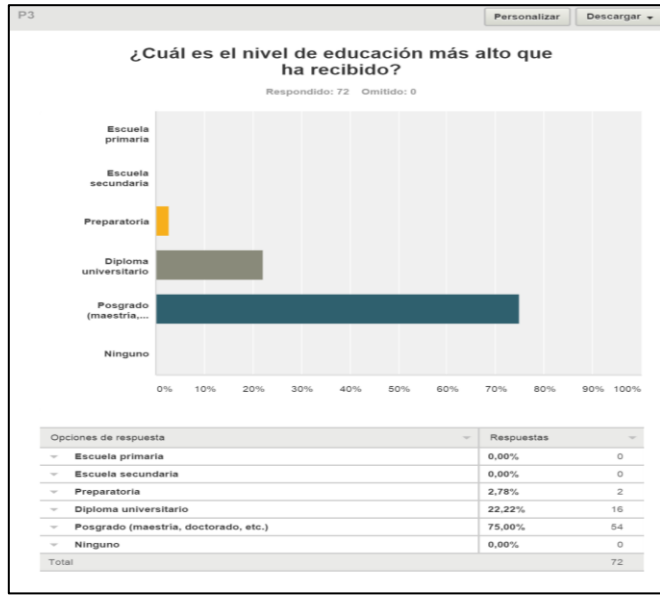 P3
Personalizar
Descargar
¿Cuál es el nivel de educación más alto que
ha recibido?
Respondido: 72 Omitido: 0
Escuela
primaria
Escuela
secundaria
Preparatoria
Diploma
universitario
Posgrado
(maestría,...
Ninguno
0% 10% 20% 30% 40% 50% 60% 70% 80% 90% 100%
Opciones de respuesta Respuestas
Escuela primaria 0,00% 0
Escuela secundaria 0,00% 0
Preparatoria 2,78% 2
Diploma universitario 22,22% 16
Posgrado (maestría, doctorado, etc.) 75,00% 54
Ninguno 0,00% 0
Total 72